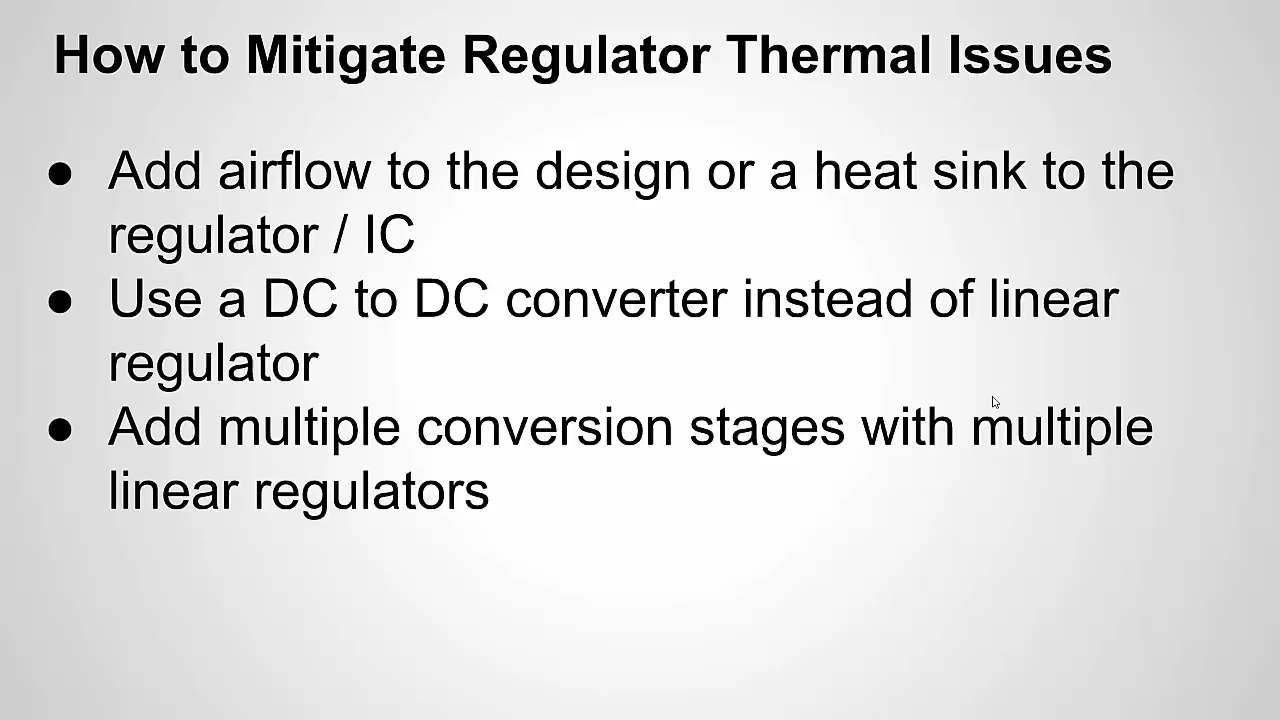 How to Mitigate Regulator Thermal Issues
● Add airflow to the design or a heat sink to the
regulator / IC
● Use a DC to DC converter instead of linear
regulator
● Add multiple conversion stages with multiple
linear regulators